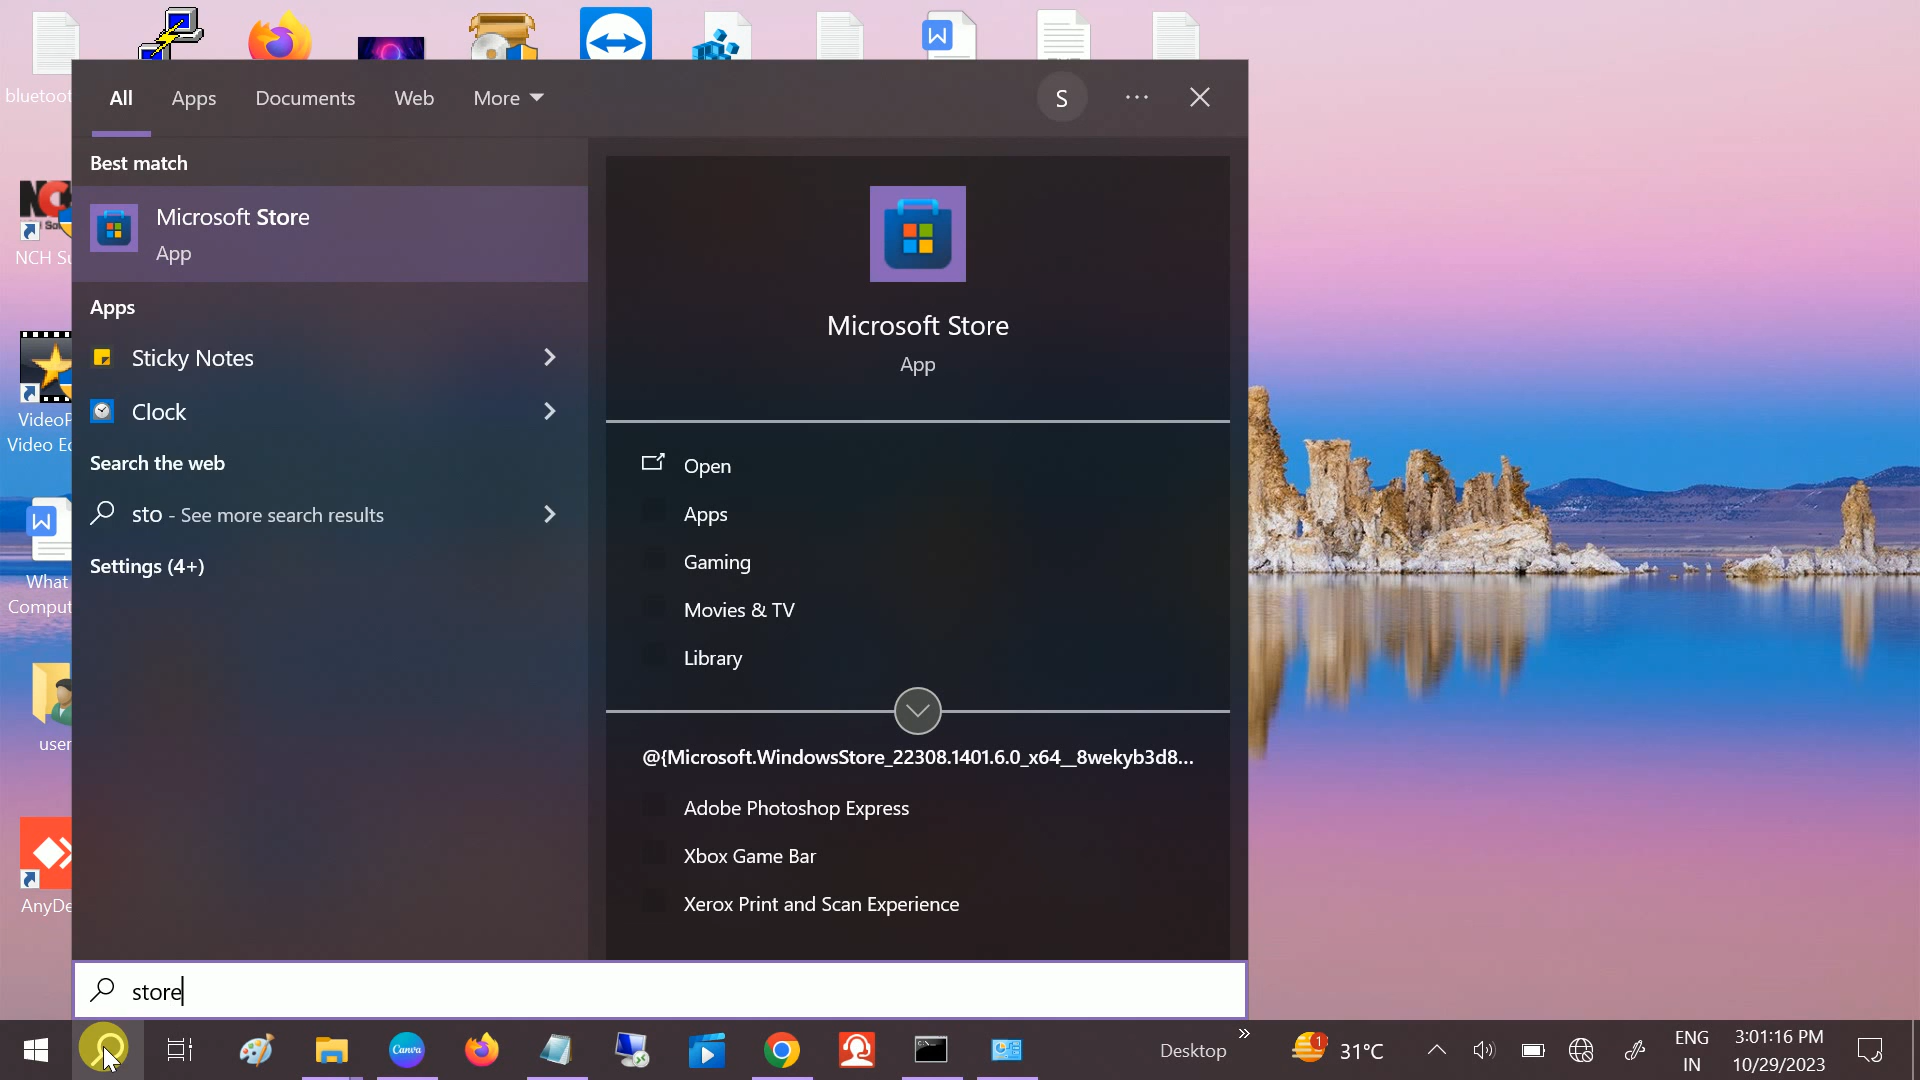 bluetoot
NCH Su
VideoP
Video Ed
What
Comput
user
AnyDe
All Apps Documents Web More S
Best match
Microsoft Store
App
Apps
Sticky Notes
Clock
Search the web
sto - See more search results
Settings (4+)
Microsoft Store
App
Open
Apps
Gaming
Movies & TV
Library
@{Microsoft.WindowsStore_22308.1401.6.0_x64__8wekyb3d8...
Adobe Photoshop Express
Xbox Game Bar
Xerox Print and Scan Experience
store
Canva
Desktop
1
31°C
ENG
IN
3:01:16 PM
10/29/2023